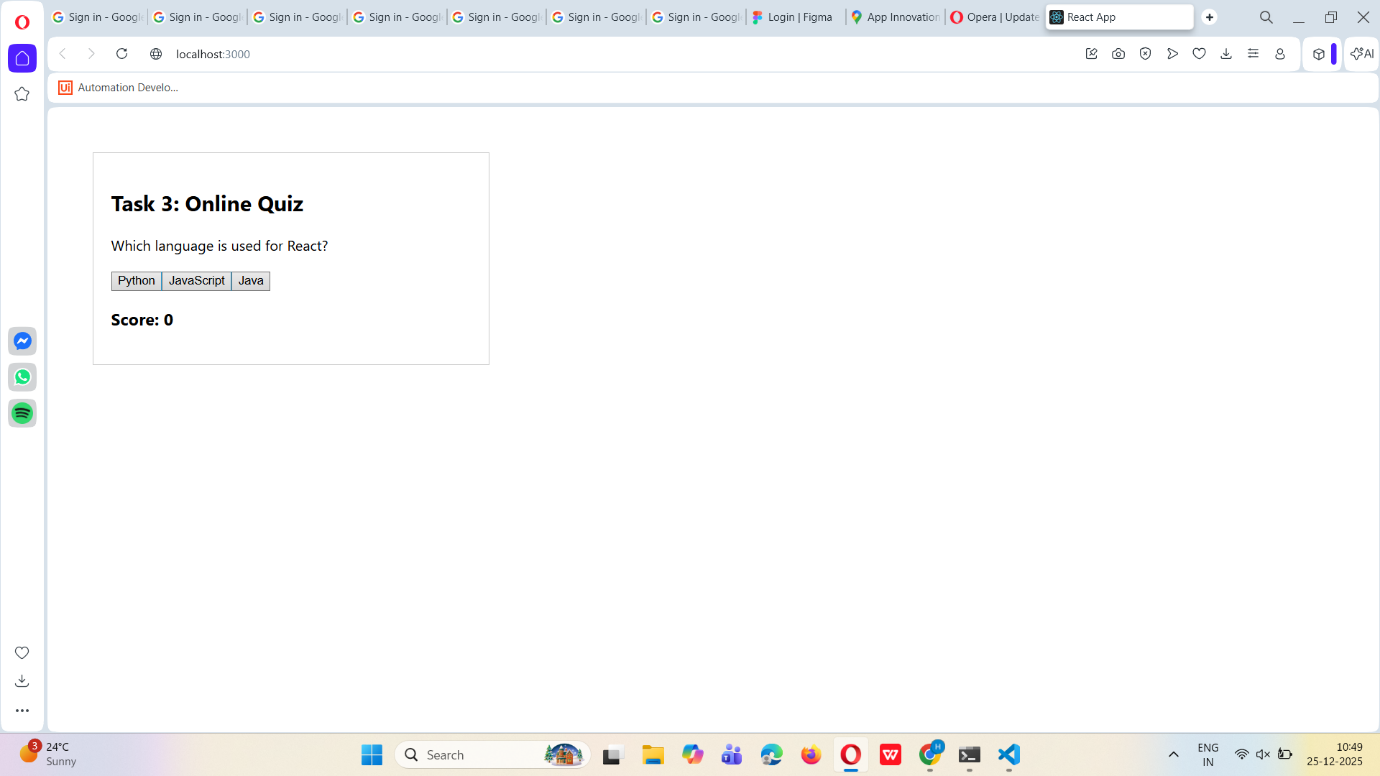 Sign in - Googl
Sign in - Googl
Sign in - Googl
Sign in - Googl
Sign in - Googl
Sign in - Googl
Sign in - Googl
Login | Figma
App Innovation
Opera | Update
React App
localhost:3000
AI
Ui Automation Develo...
Task 3: Online Quiz
Which language is used for React?
Python JavaScript Java
Score: 0
3
24°C
Sunny
Search
H
ENG
IN
10:49
25-12-2025